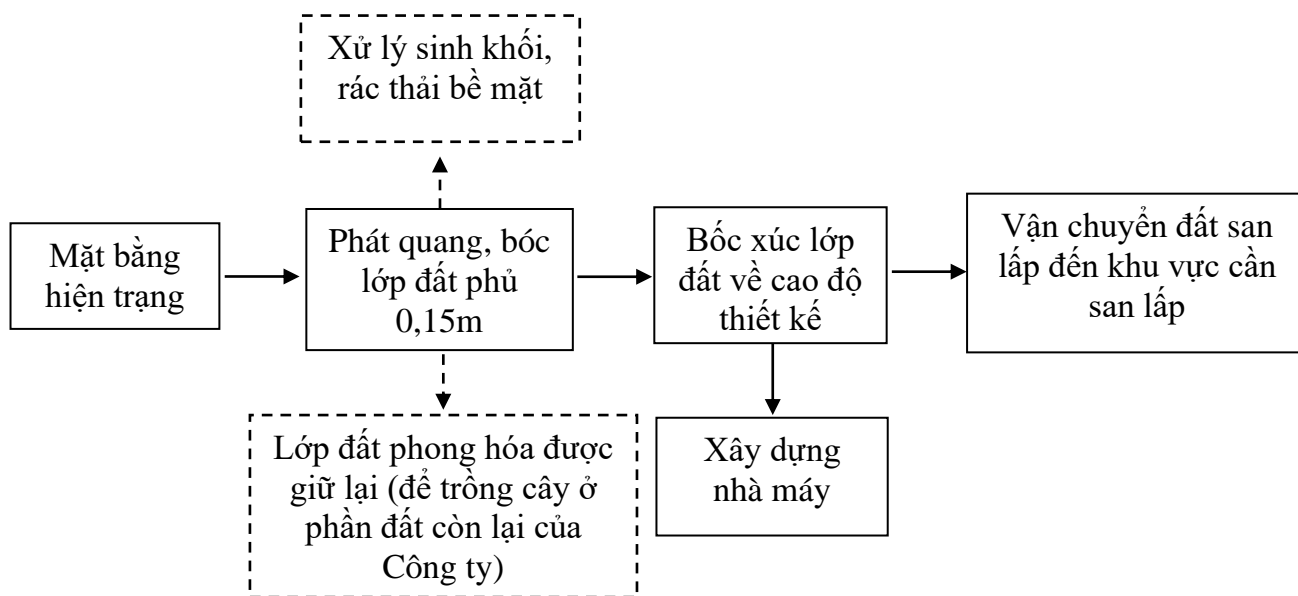 Xử lý sinh khối,
rác thải bề mặt
Mặt bằng
hiện trạng
Phát quang, bóc
lớp đất phủ
0,15m
Bốc xúc lớp
đất về cao độ
thiết kế
Vận chuyển đất san
lấp đến khu vực cần
san lấp
Lớp đất phong hóa được
giữ lại (để trồng cây ở
phần đất còn lại của
Công ty)
Xây dựng
nhà máy